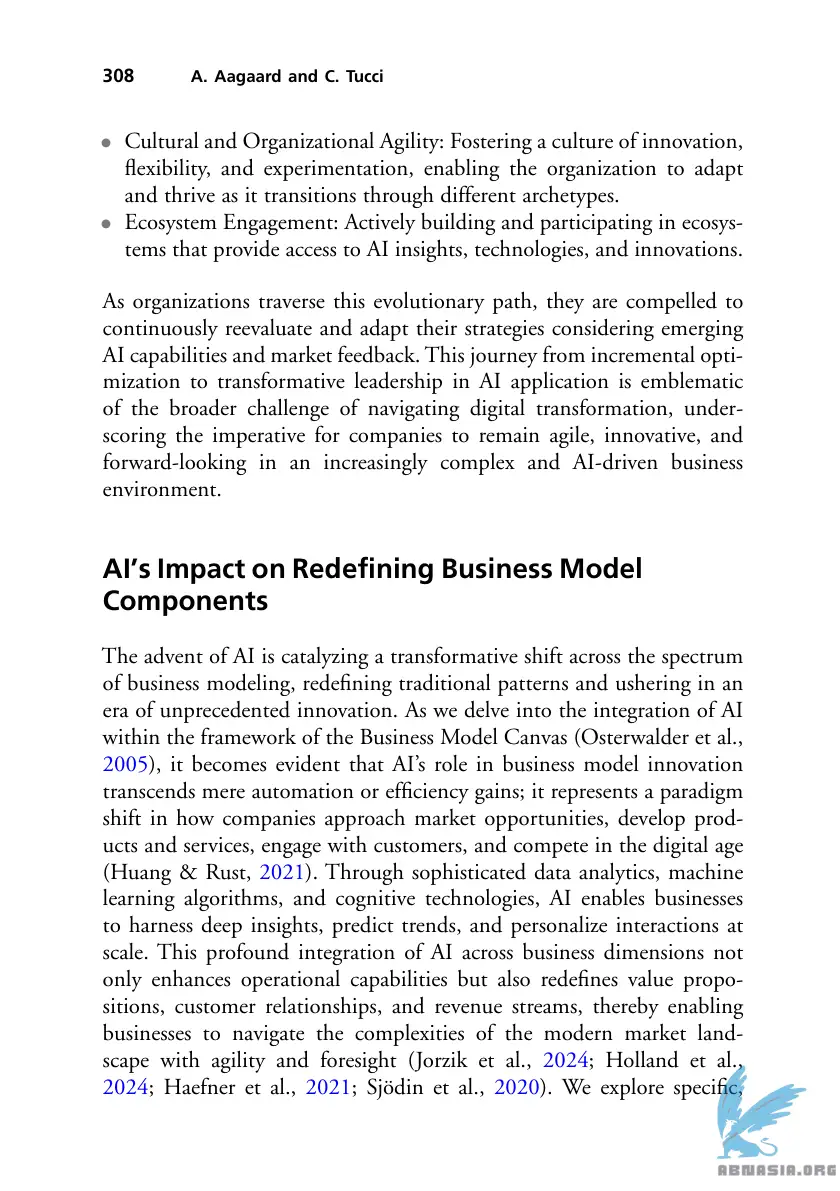 308 A. Aagaard and C. Tucci
• Cultural and Organizational Agility: Fostering a culture of innovation,
flexibility, and experimentation, enabling the organization to adapt
and thrive as it transitions through different archetypes.
• Ecosystem Engagement: Actively building and participating in ecosys-
tems that provide access to AI insights, technologies, and innovations.
As organizations traverse this evolutionary path, they are compelled to
continuously reevaluate and adapt their strategies considering emerging
AI capabilities and market feedback. This journey from incremental opti-
mization to transformative leadership in AI application is emblematic
of the broader challenge of navigating digital transformation, under-
scoring the imperative for companies to remain agile, innovative, and
forward-looking in an increasingly complex and AI-driven business
environment.
AI's Impact on Redefining Business Model
Components
The advent of AI is catalyzing a transformative shift across the spectrum
of business modeling, redefining traditional patterns and ushering in an
era of unprecedented innovation. As we delve into the integration of AI
within the framework of the Business Model Canvas (Osterwalder et al.,
2005), it becomes evident that AI's role in business model innovation
transcends mere automation or efficiency gains; it represents a paradigm
shift in how companies approach market opportunities, develop prod-
ucts and services, engage with customers, and compete in the digital age
(Huang & Rust, 2021). Through sophisticated data analytics, machine
learning algorithms, and cognitive technologies, AI enables businesses
to harness deep insights, predict trends, and personalize interactions at
scale. This profound integration of AI across business dimensions not
only enhances operational capabilities but also redefines value propo-
sitions, customer relationships, and revenue streams, thereby enabling
businesses to navigate the complexities of the modern market land-
scape with agility and foresight (Jorzik et al., 2024; Holland et al.,
2024; Haefner et al., 2021; Sjödin et al., 2020). We explore specific,
ABNASIA.ORG